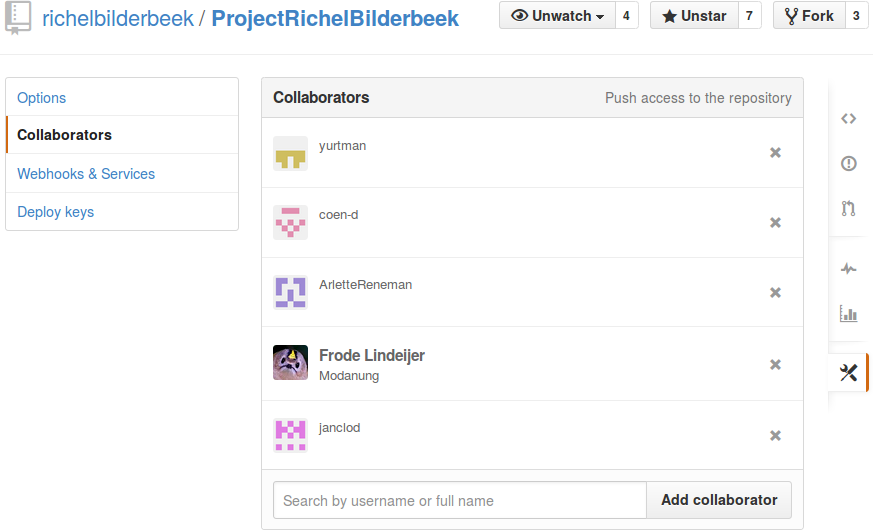 richelbilderbeek / ProjectRichelBilderbeek
Unwatch 4 Unstar 7 Fork 3
Options
Collaborators
Webhooks & Services
Deploy keys
Collaborators Push access to the repository
yurtman
coen-d
ArletteReneman
Frode Lindeijer
Modanung
janclod
Search by username or full name Add collaborator